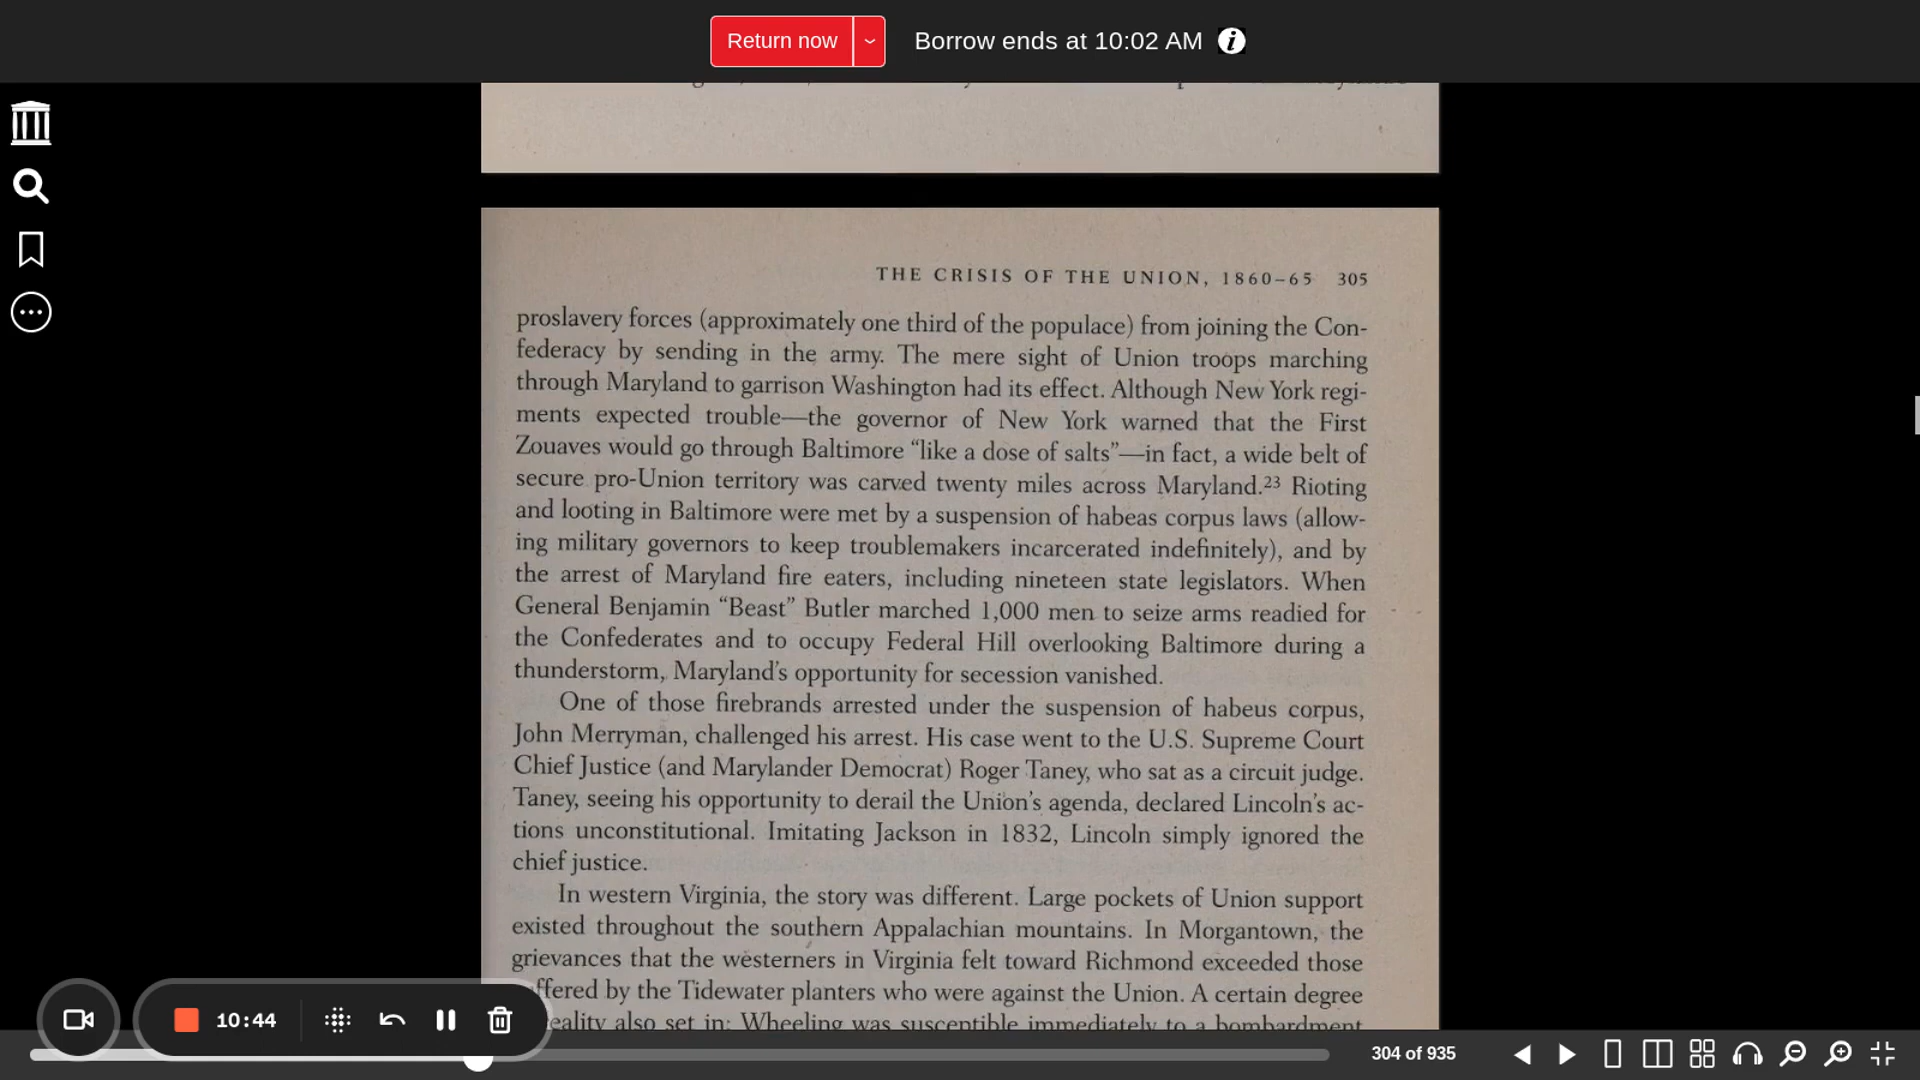 Return now
Borrow ends at 10:02 AM
THE CRISIS OF THE UNION, 1860–65 305
proslavery forces (approximately one third of the populace) from joining the Con-
federacy by sending in the army. The mere sight of Union troops marching
through Maryland to garrison Washington had its effect. Although New York regi-
ments expected trouble—the governor of New York warned that the First
Zouaves would go through Baltimore “like a dose of salts”—in fact, a wide belt of
secure pro-Union territory was carved twenty miles across Maryland.²³ Rioting
and looting in Baltimore were met by a suspension of habeas corpus laws (allow-
ing military governors to keep troublemakers incarcerated indefinitely), and by
the arrest of Maryland fire eaters, including nineteen state legislators. When
General Benjamin “Beast” Butler marched 1,000 men to seize arms readied for
the Confederates and to occupy Federal Hill overlooking Baltimore during a
thunderstorm, Maryland’s opportunity for secession vanished.
One of those firebrands arrested under the suspension of habeus corpus,
John Merryman, challenged his arrest. His case went to the U.S. Supreme Court
Chief Justice (and Marylander Democrat) Roger Taney, who sat as a circuit judge.
Taney, seeing his opportunity to derail the Union’s agenda, declared Lincoln’s ac-
tions unconstitutional. Imitating Jackson in 1832, Lincoln simply ignored the
chief justice.
In western Virginia, the story was different. Large pockets of Union support
existed throughout the southern Appalachian mountains. In Morgantown, the
grievances that the westerners in Virginia felt toward Richmond exceeded those
by the Tidewater planters who were against the Union. A certain degree
also set in: Wheeling was susceptible immediately to a bombardment
10:44
304 of 935